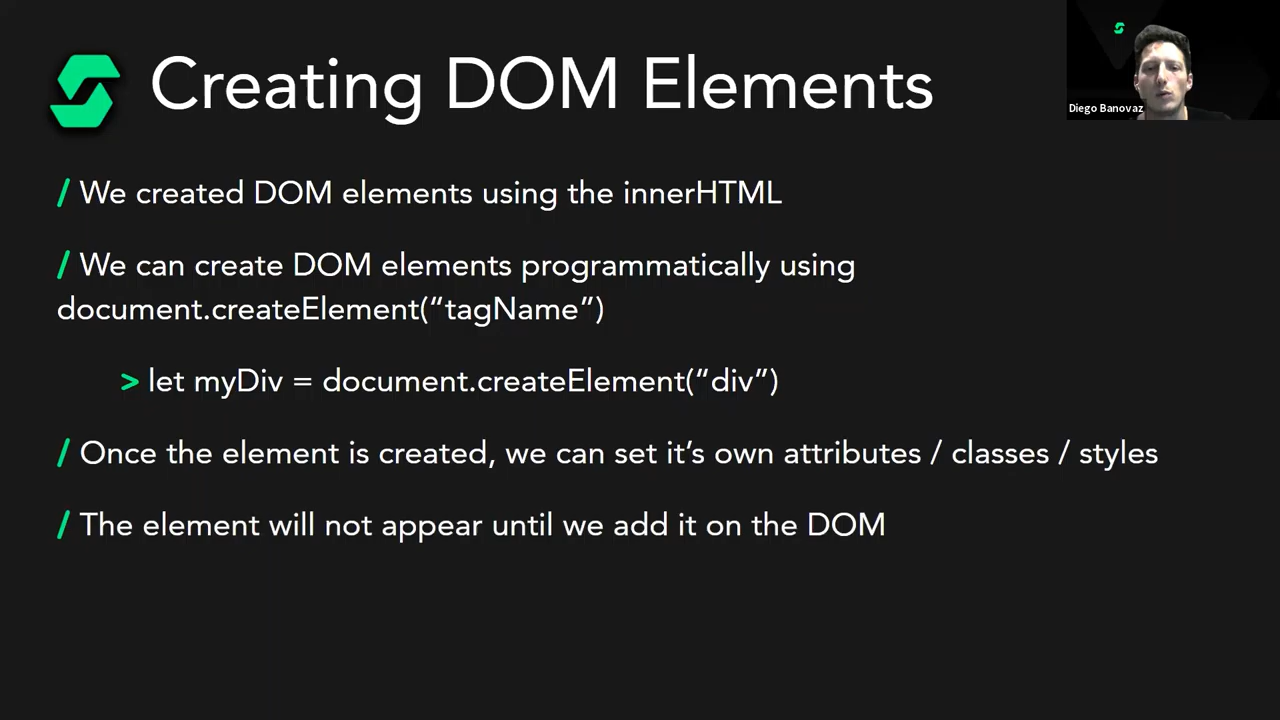 Creating DOM Elements
Diego Banovaz
/ We created DOM elements using the innerHTML
/ We can create DOM elements programmatically using
document.createElement(“tagName”)
> let myDiv = document.createElement(“div”)
/ Once the element is created, we can set it’s own attributes / classes / styles
/ The element will not appear until we add it on the DOM